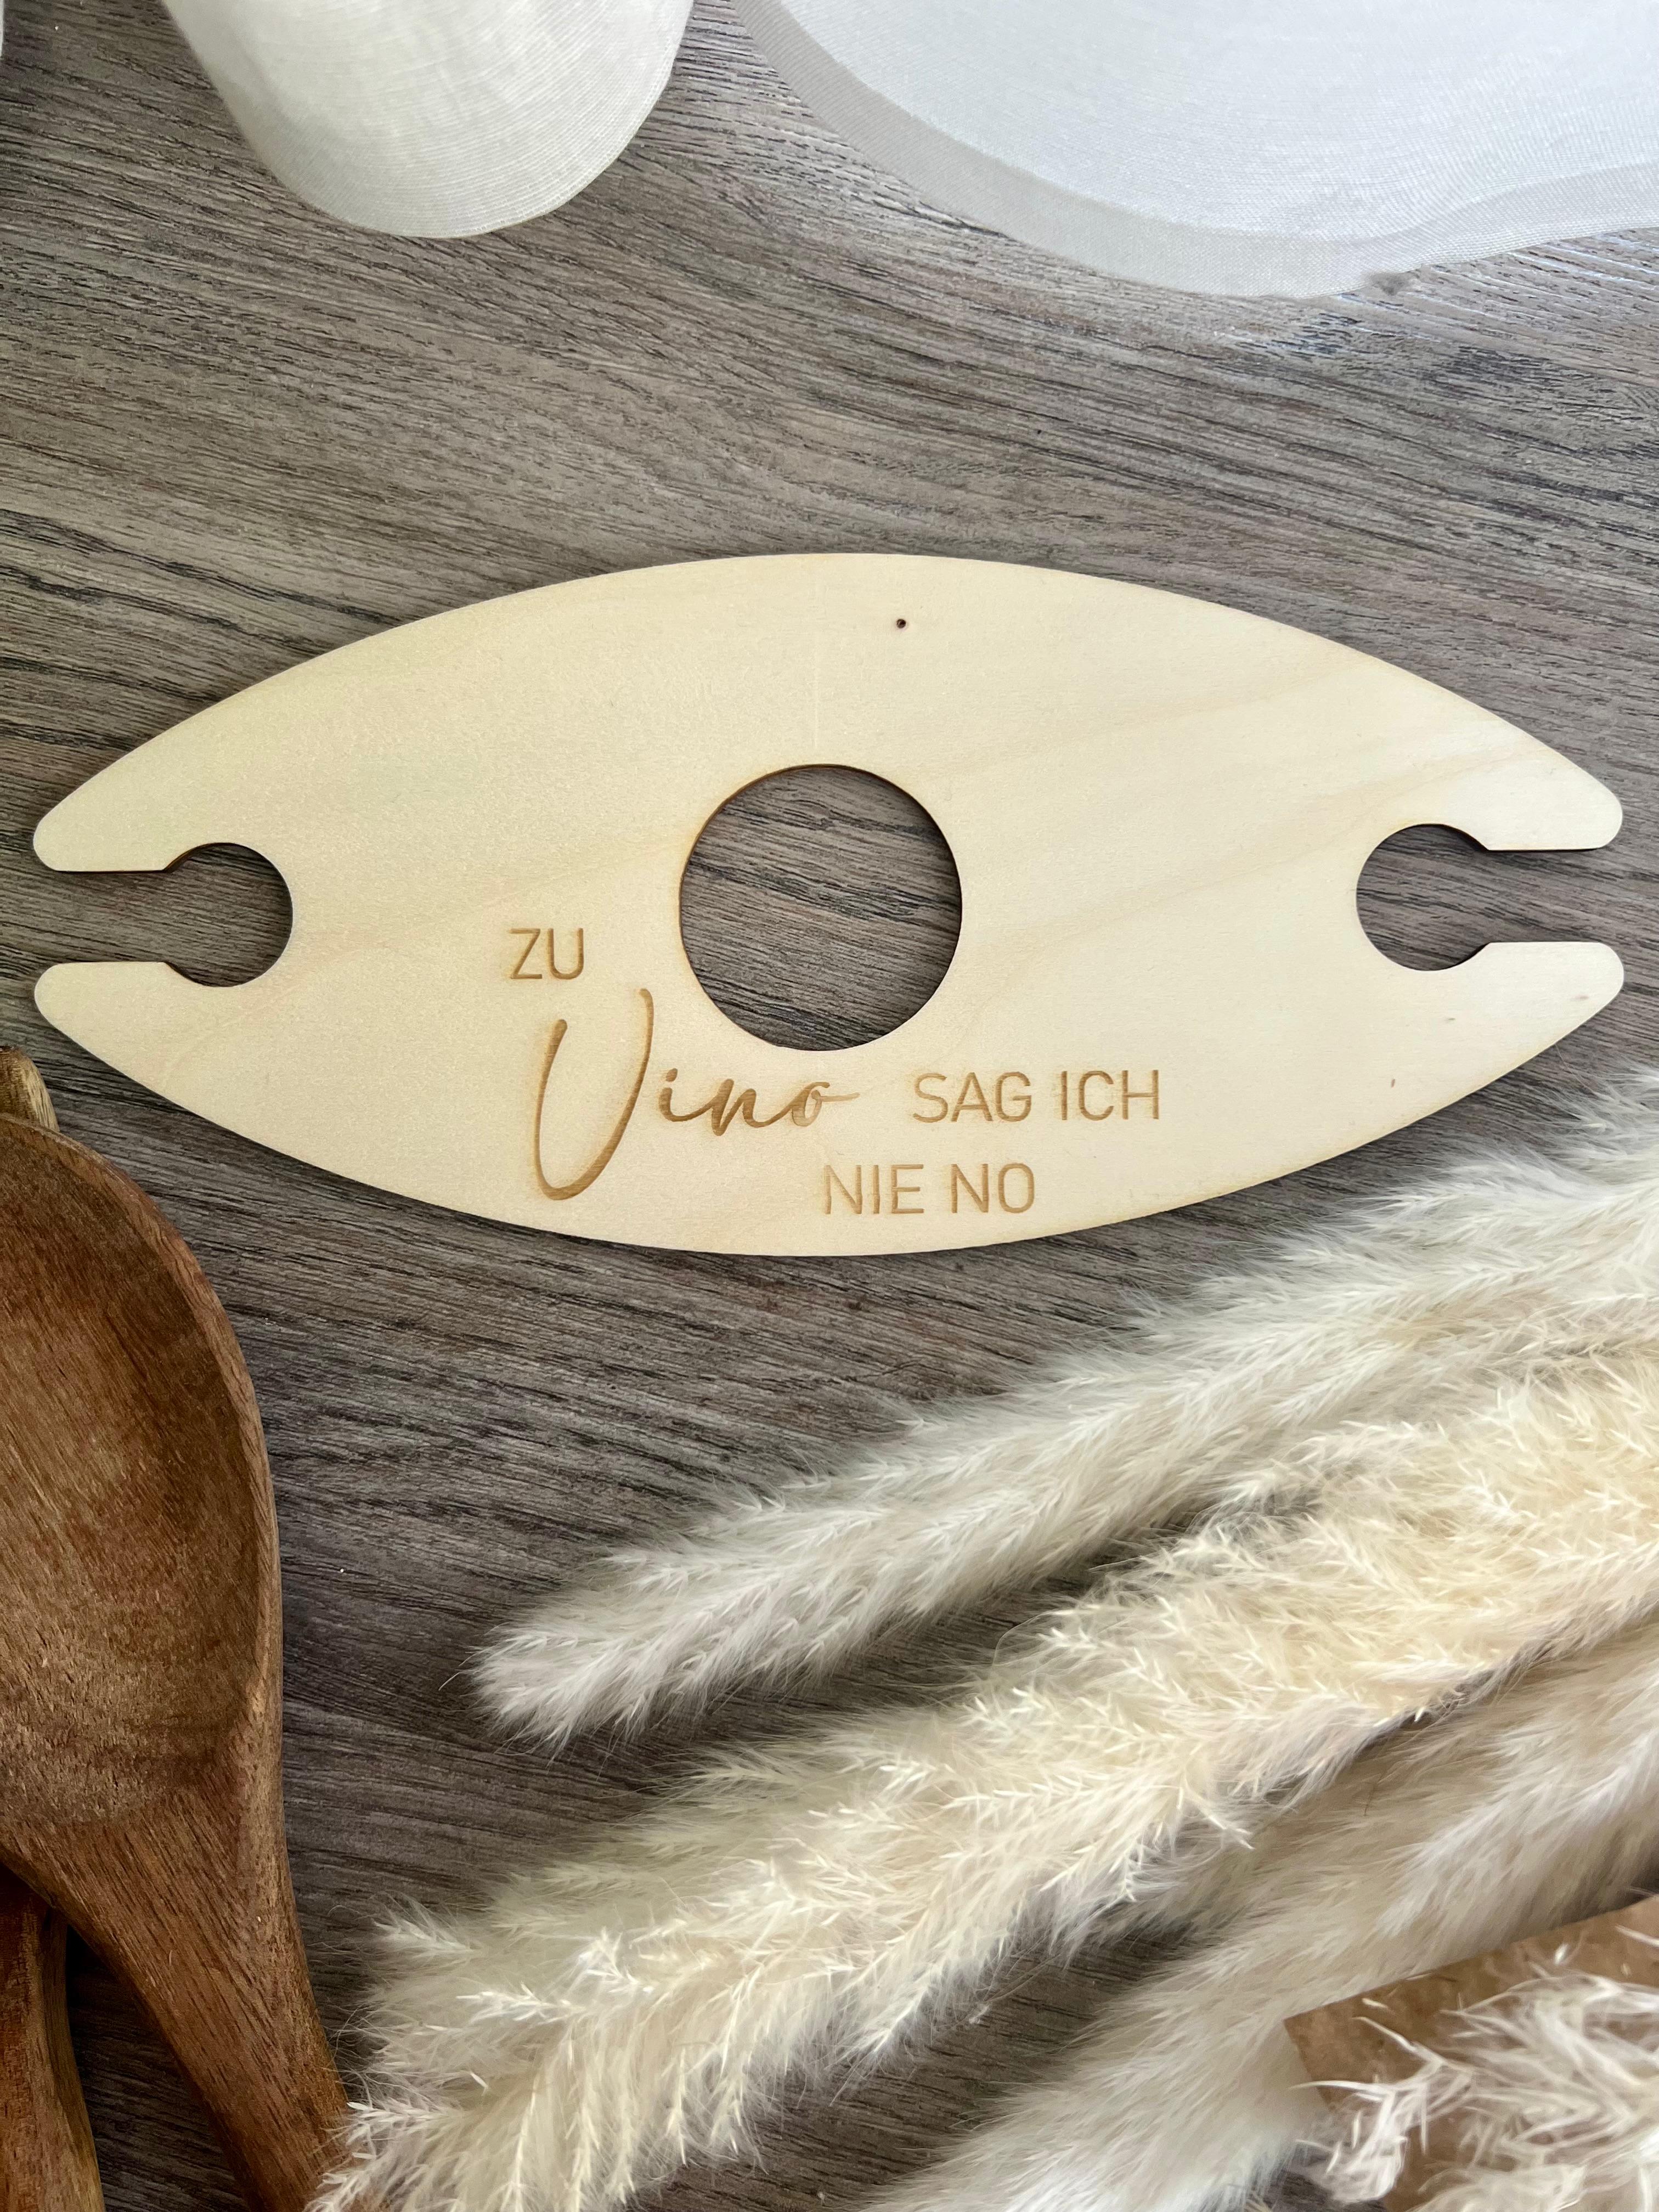 ZU
Vino SAG ICH
NIE NO